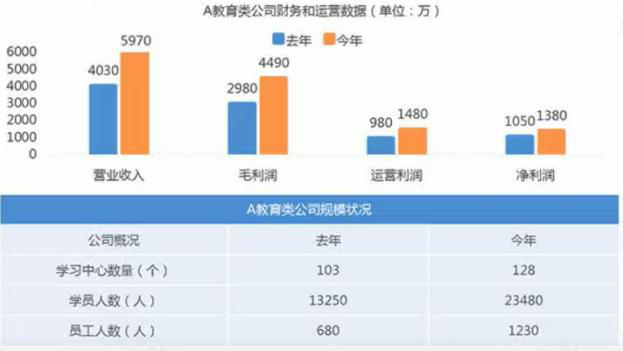 A教育类公司财务和运营数据（单位：万）
去年 今年
6000
5000
4000
3000
2000
1000
0
4030 5970 2980 4490 980 1480 1050 1380
营业收入 毛利润 运营利润 净利润
A教育类公司规模状况
公司概况 去年 今年
学习中心数量（个） 103 128
学员人数（人） 13250 23480
员工人数（人） 680 1230